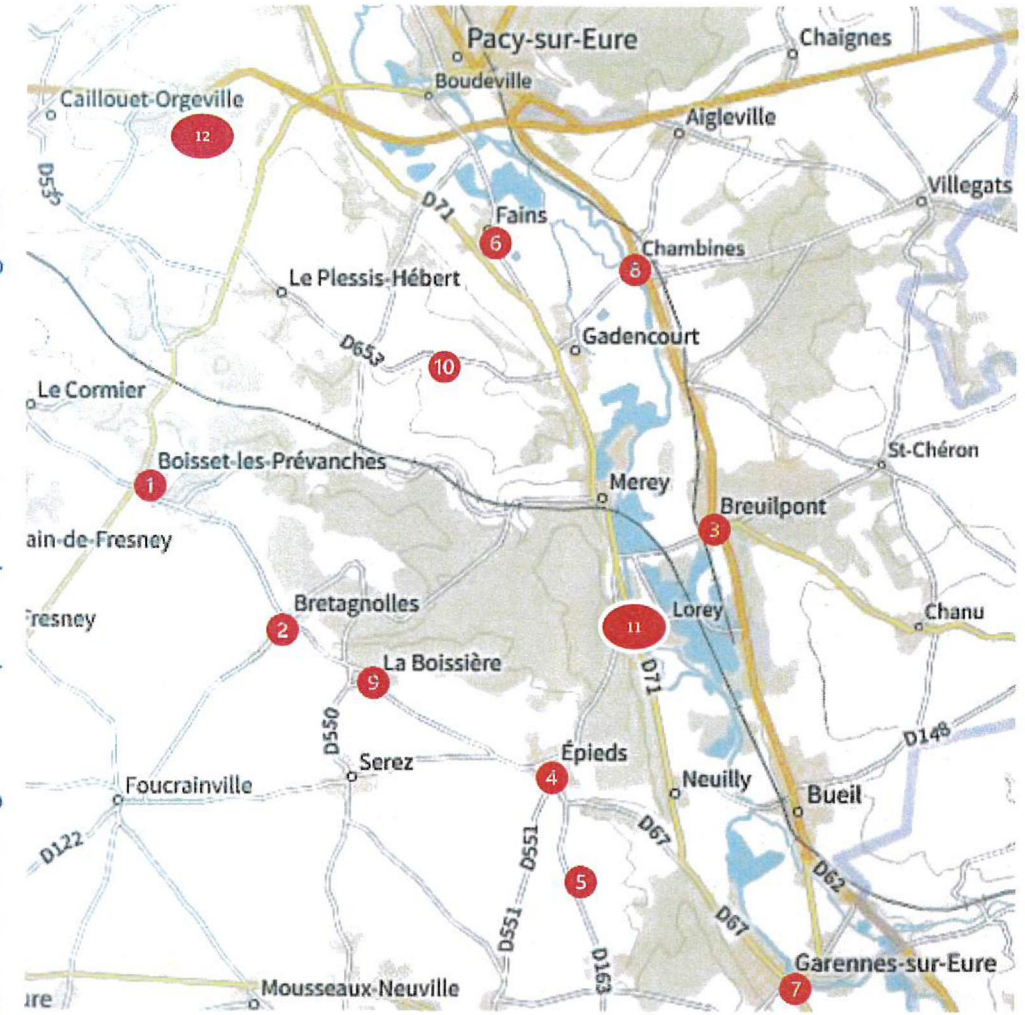 Pacy-sur-Eure
Chaignes
Boudeville
Caillouet-Orgeville
12
Aigleville
D535
Villegats
D71
Fains
6
Chambines
8
Le Plessis-Hébert
Gadencourt
D653
10
Le Cormier
St-Chéron
Boisset-les-Prévanches
1
Merey
Breuilpont
3
ain-de-Fresney
Bretagnolles
2
Lorey
Chanu
Fresney
11
La Boissière
9
D71
D550
D148
Épieds
4
Serez
Neuilly
Foucrainville
Bueil
D122
D551
D67
D62
5
D551
D67
D163
Garennes-sur-Eure
7
Mousseaux-Neuville
ure